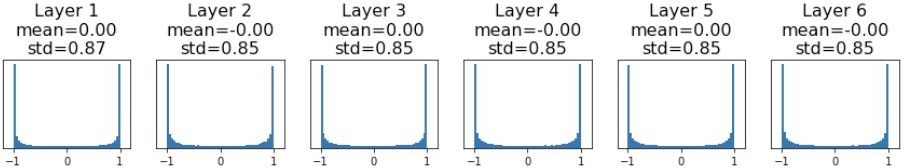 Layer 1
mean=0.00
std=0.87
−1 0 1
Layer 2
mean=-0.00
std=0.85
−1 0 1
Layer 3
mean=0.00
std=0.85
−1 0 1
Layer 4
mean=-0.00
std=0.85
−1 0 1
Layer 5
mean=0.00
std=0.85
−1 0 1
Layer 6
mean=-0.00
std=0.85
−1 0 1